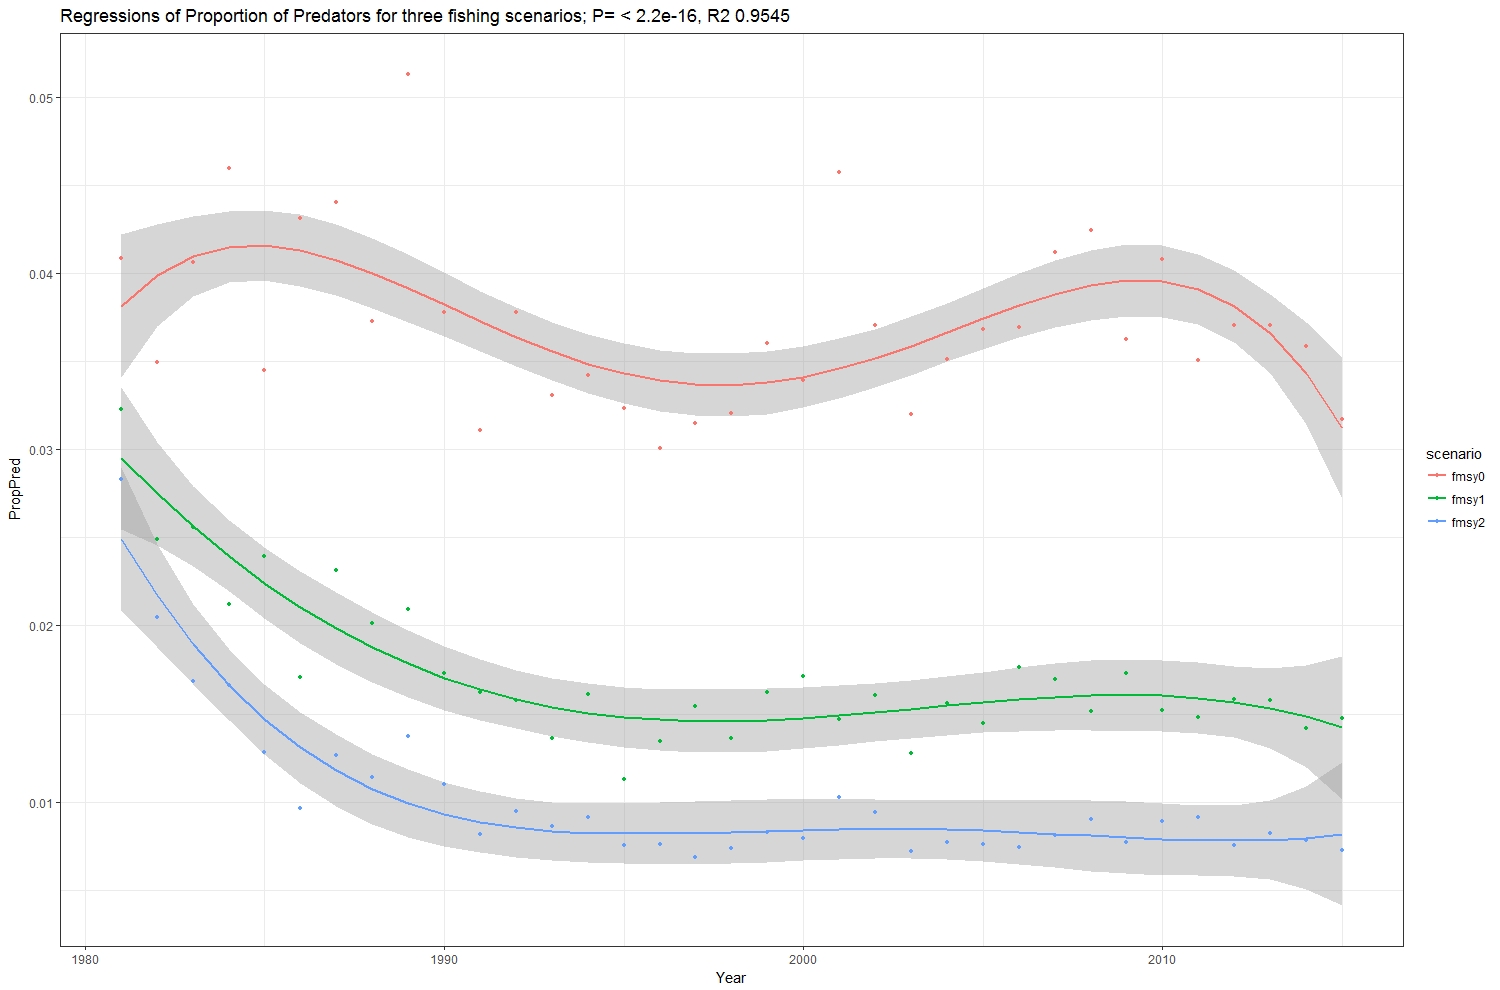 Regressions of Proportion of Predators for three fishing scenarios; P= < 2.2e-16, R2 0.9545
0.05
0.04
0.03
0.02
0.01
PropPred
1980
1990
2000
2010
Year
scenario
fmsy0
fmsy1
fmsy2